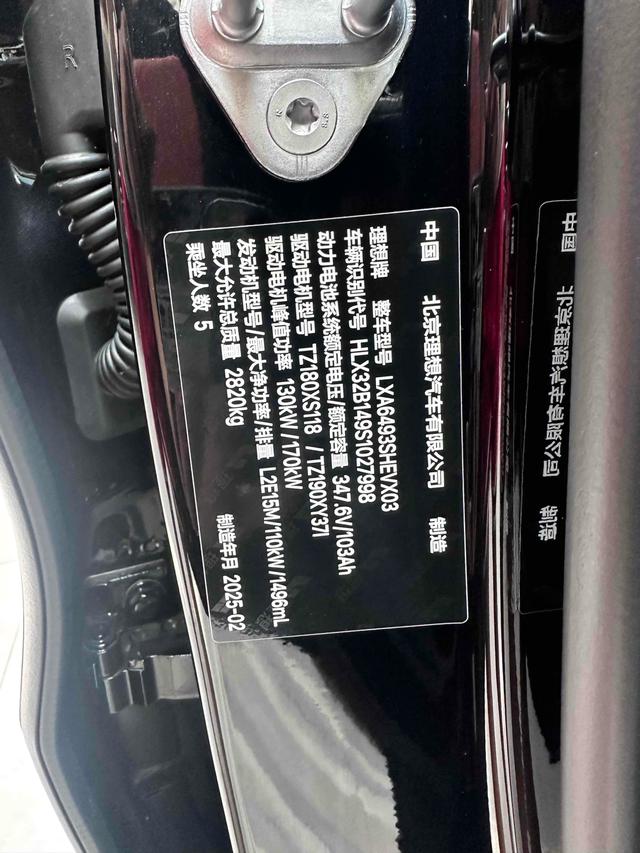 中国 北京理想汽车有限公司 制造
理想牌 整车型号 LXA6493SHEVX03
车辆识别代号 HLX32B149S1027998
动力电池系统额定电压/额定容量 347.6V/103Ah
驱动电机型号 TZ180XS118 /TZ190XY37I
驱动电机峰值功率 130kW/170kW
发动机型号/最大净功率/排量 L2E15W/110kW/1496mL
最大允许总质量 2820kg
乘坐人数 5 制造年月 2025-02
R